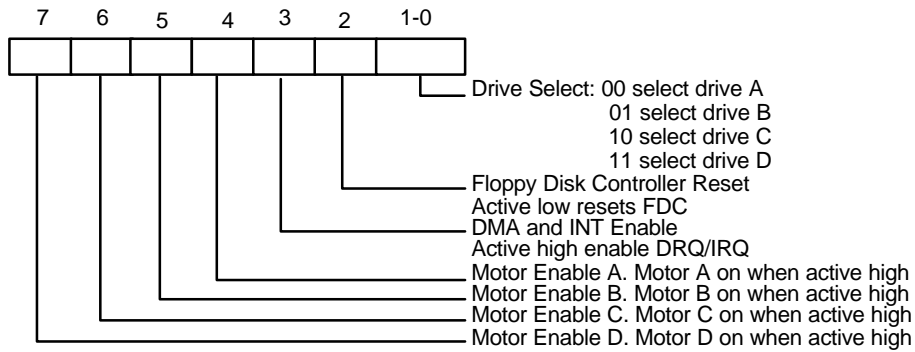 7 6 5 4 3 2 1-0
Drive Select: 00 select drive A
01 select drive B
10 select drive C
11 select drive D
Floppy Disk Controller Reset
Active low resets FDC
DMA and INT Enable
Active high enable DRQ/IRQ
Motor Enable A. Motor A on when active high
Motor Enable B. Motor B on when active high
Motor Enable C. Motor C on when active high
Motor Enable D. Motor D on when active high